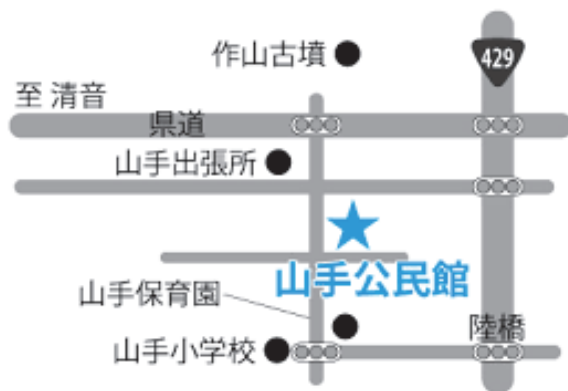 作山古墳
429
至 清音
県道
山手出張所
山手公民館
山手保育園
陸橋
山手小学校